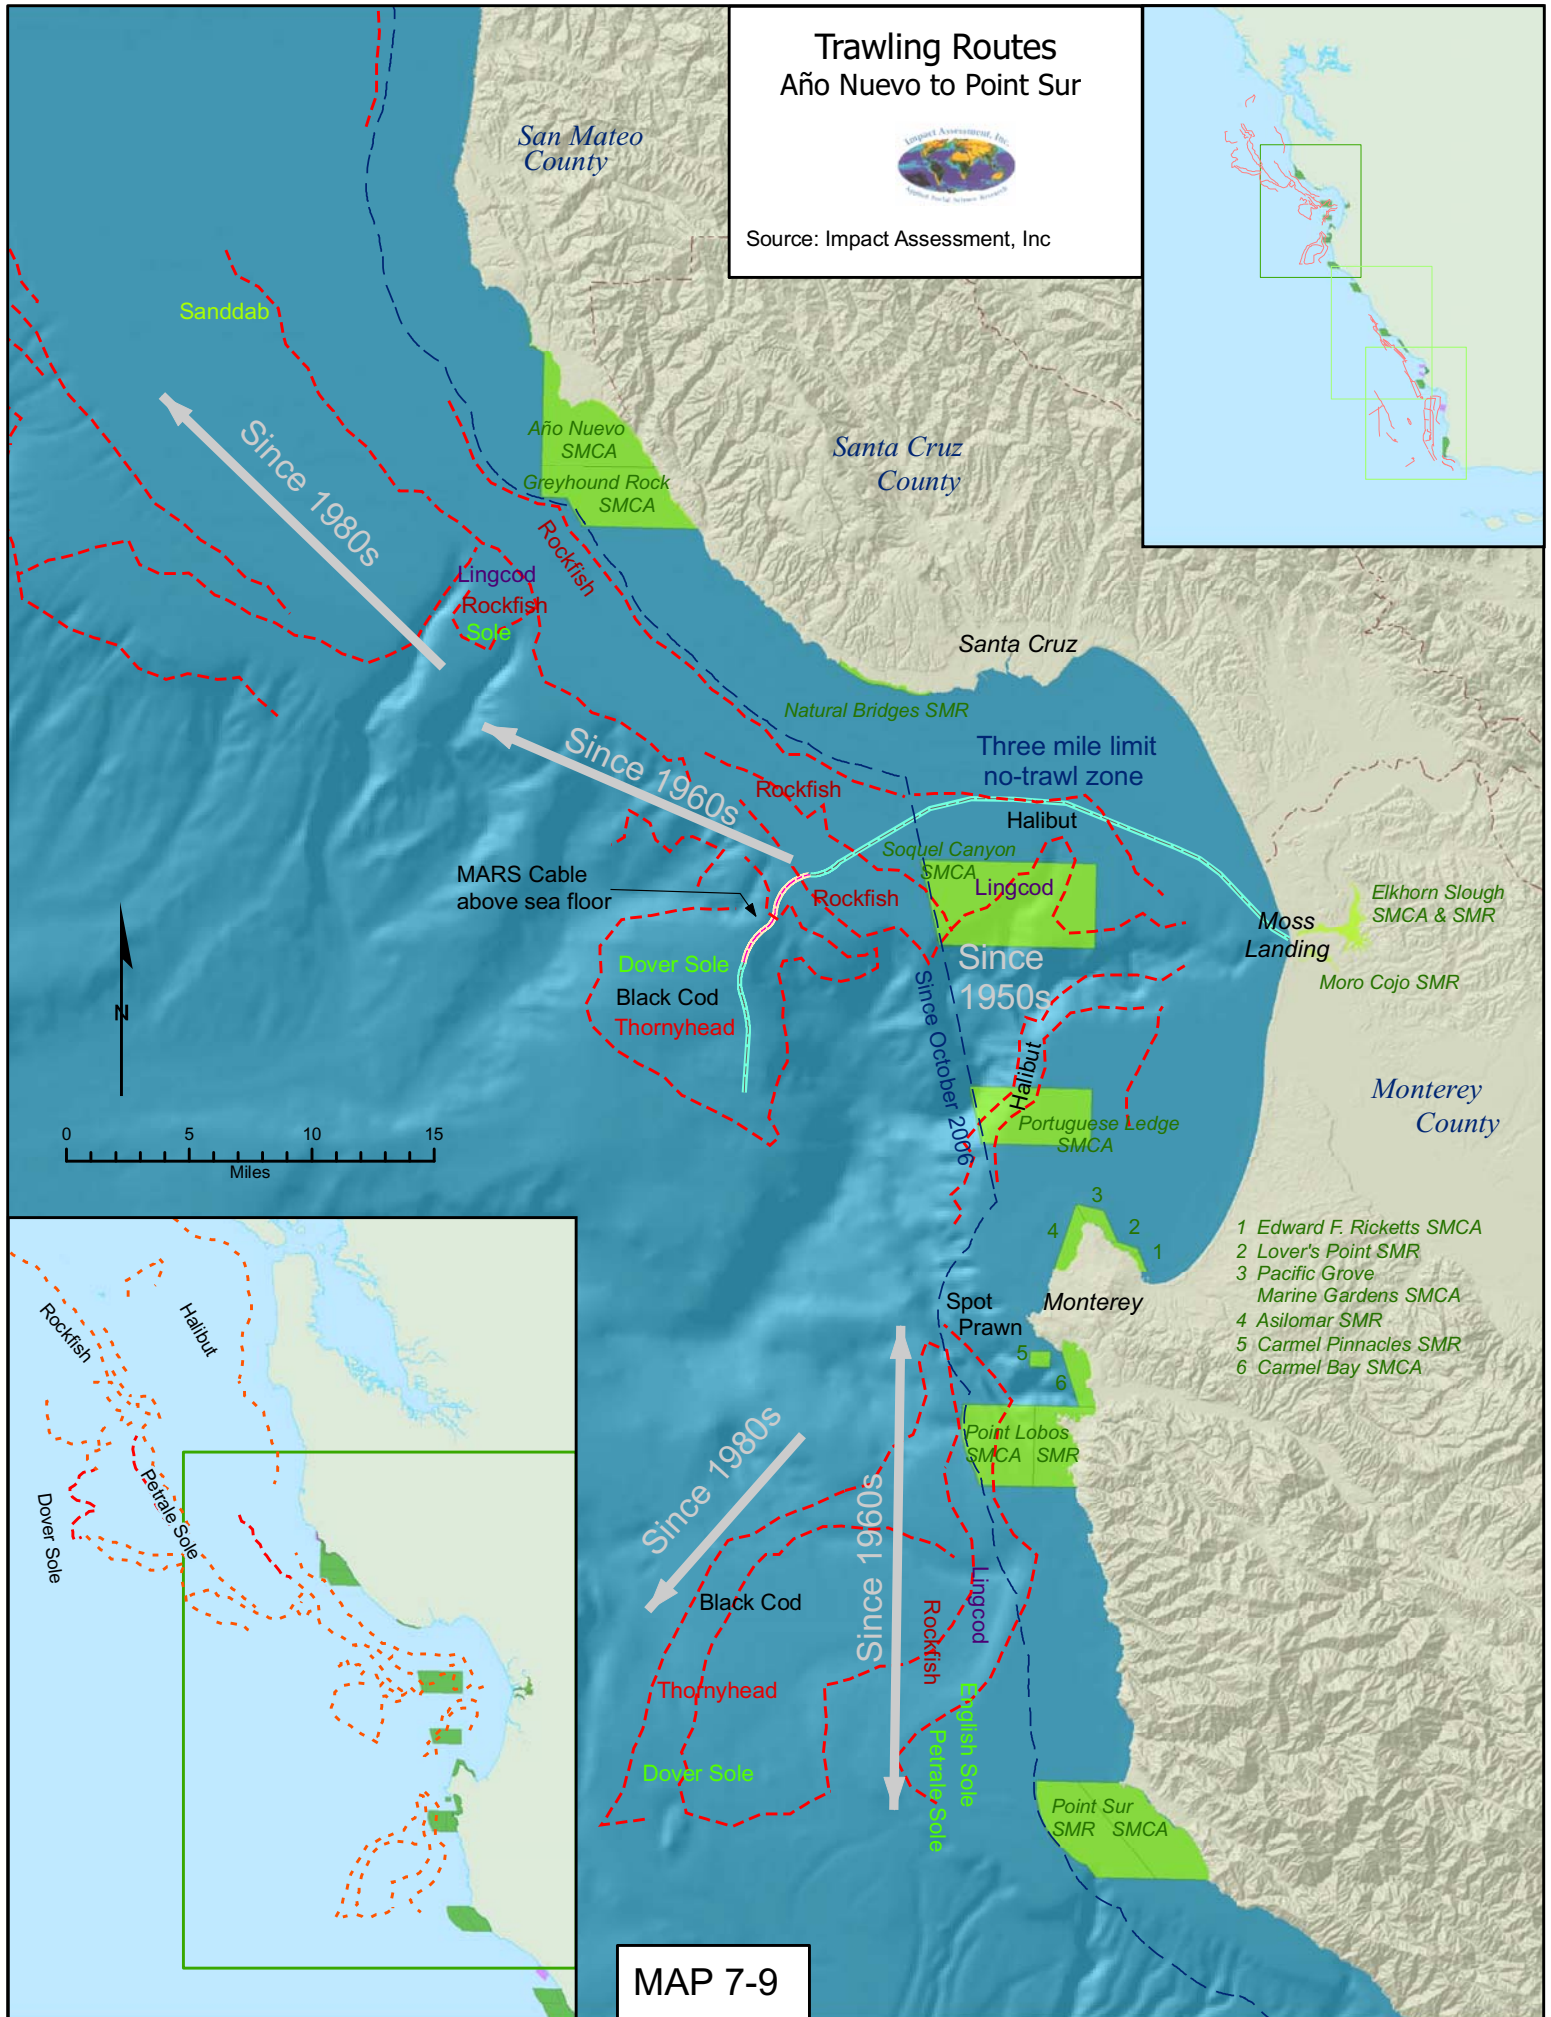 Trawling Routes
Año Nuevo to Point Sur
Impact Assessment, Inc.
Applied Social Science Research
Source: Impact Assessment, Inc
San Mateo
County
Sanddab
Since 1980s
Año Nuevo
SMCA
Greyhound Rock
SMCA
Santa Cruz
County
Rockfish
Lingcod
Rockfish
Sole
Santa Cruz
Natural Bridges SMR
Three mile limit
no-trawl zone
Since 1960s
Rockfish
Halibut
Soquel Canyon
SMCA
Lingcod
MARS Cable
above sea floor
Rockfish
Elkhorn Slough
SMCA & SMR
Moss
Landing
Moro Cojo SMR
Since
1950s
Since October 2006
Dover Sole
Black Cod
Thornyhead
Halibut
Portuguese Ledge
SMCA
Monterey
County
N
0 5 10 15
Miles
3
4
2
1
1 Edward F. Ricketts SMCA
2 Lover's Point SMR
3 Pacific Grove
Marine Gardens SMCA
4 Asilomar SMR
5 Carmel Pinnacles SMR
6 Carmel Bay SMCA
Spot
Prawn
Monterey
5
6
Point Lobos
SMCA SMR
Since 1980s
Since 1960s
Black Cod
Lingcod
Rockfish
Thornyhead
English Sole
Petrale Sole
Dover Sole
Point Sur
SMR SMCA
Rockfish
Halibut
Petrale Sole
Dover Sole
MAP 7-9